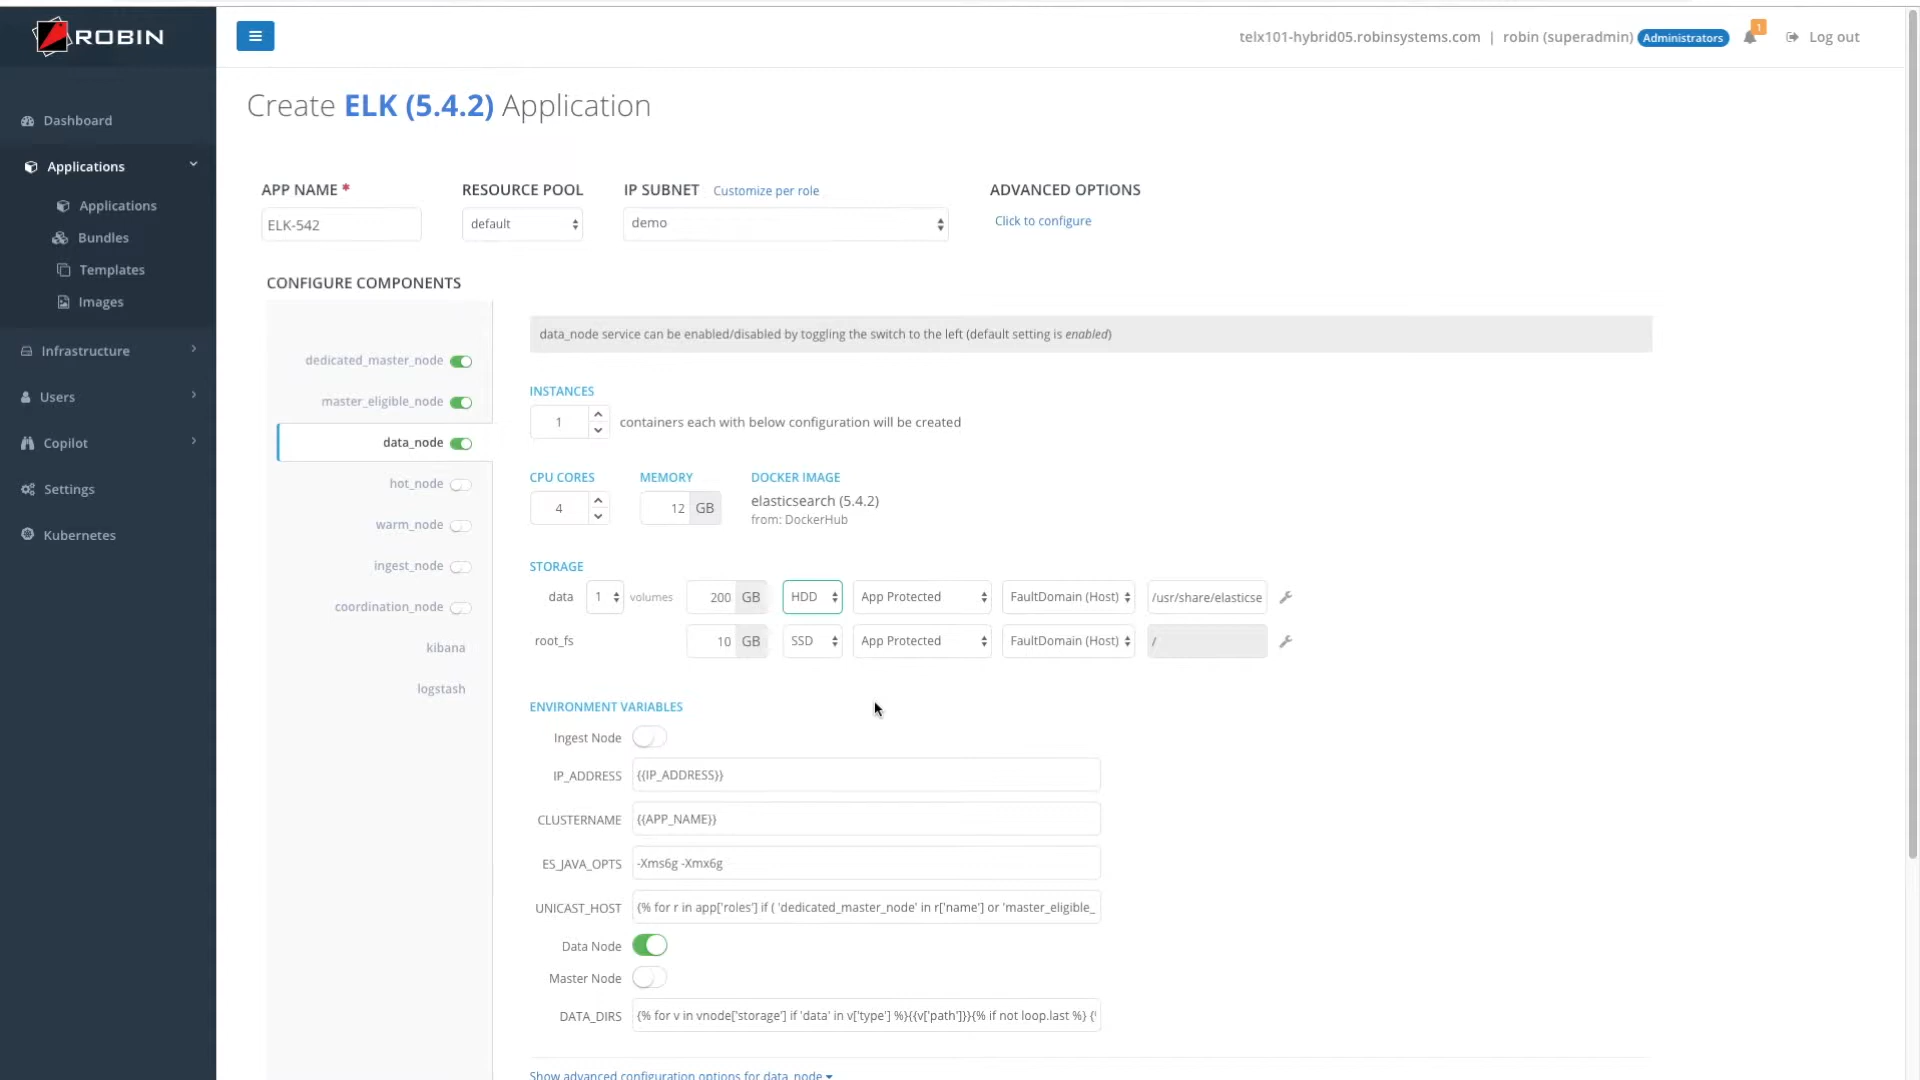 ROBIN
telx101-hybrid05.robinsystems.com | robin (superadmin) Administrators 1 Log out
Dashboard
Applications
Applications
Bundles
Templates
Images
Infrastructure
Users
Copilot
Settings
Kubernetes
Create ELK (5.4.2) Application
APP NAME * RESOURCE POOL IP SUBNET Customize per role ADVANCED OPTIONS
ELK-542 default demo Click to configure
CONFIGURE COMPONENTS
dedicated_master_node
master_eligible_node
data_node
hot_node
warm_node
ingest_node
coordination_node
kibana
logstash
data_node service can be enabled/disabled by toggling the switch to the left (default setting is enabled)
INSTANCES
1 containers each with below configuration will be created
CPU CORES MEMORY DOCKER IMAGE
4 12 GB elasticsearch (5.4.2)
from: DockerHub
STORAGE
data 1 volumes 200 GB HDD App Protected FaultDomain (Host) /usr/share/elasticse
root_fs 10 GB SSD App Protected FaultDomain (Host) /
ENVIRONMENT VARIABLES
Ingest Node
IP_ADDRESS {{IP_ADDRESS}}
CLUSTERNAME {{APP_NAME}}
ES_JAVA_OPTS -Xms6g -Xmx6g
UNICAST_HOST {% for r in app['roles'] if ( 'dedicated_master_node' in r['name'] or 'master_eligible_
Data Node
Master Node
DATA_DIRS {% for v in vnode['storage'] if 'data' in v['type'] %}{{v['path']}}{% if not loop.last %} {'
Show advanced configuration options for data_node